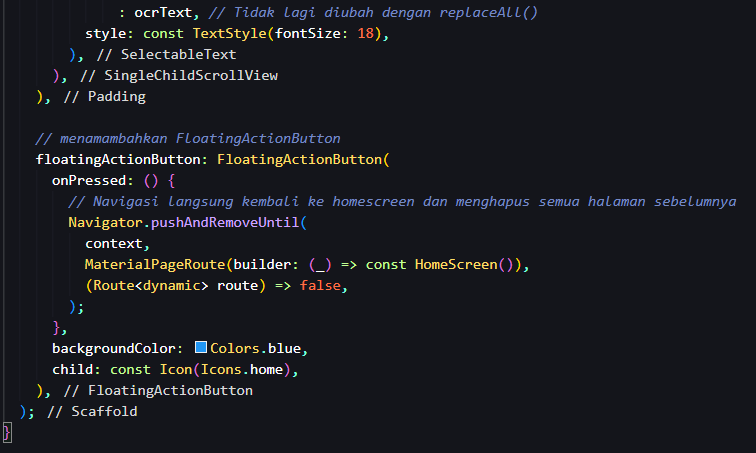 : ocrText, // Tidak lagi diubah dengan replaceAll()
style: const TextStyle(fontSize: 18),
), // SelectableText
), // SingleChildScrollView
), // Padding
// menamambahkan FloatingActionButton
floatingActionButton: FloatingActionButton(
onPressed: () {
// Navigasi langsung kembali ke homescreen dan menghapus semua halaman sebelumnya
Navigator.pushAndRemoveUntil(
context,
MaterialPageRoute(builder: (_) => const HomeScreen()),
(Route<dynamic> route) => false,
);
},
backgroundColor: Colors.blue,
child: const Icon(Icons.home),
), // FloatingActionButton
); // Scaffold
}